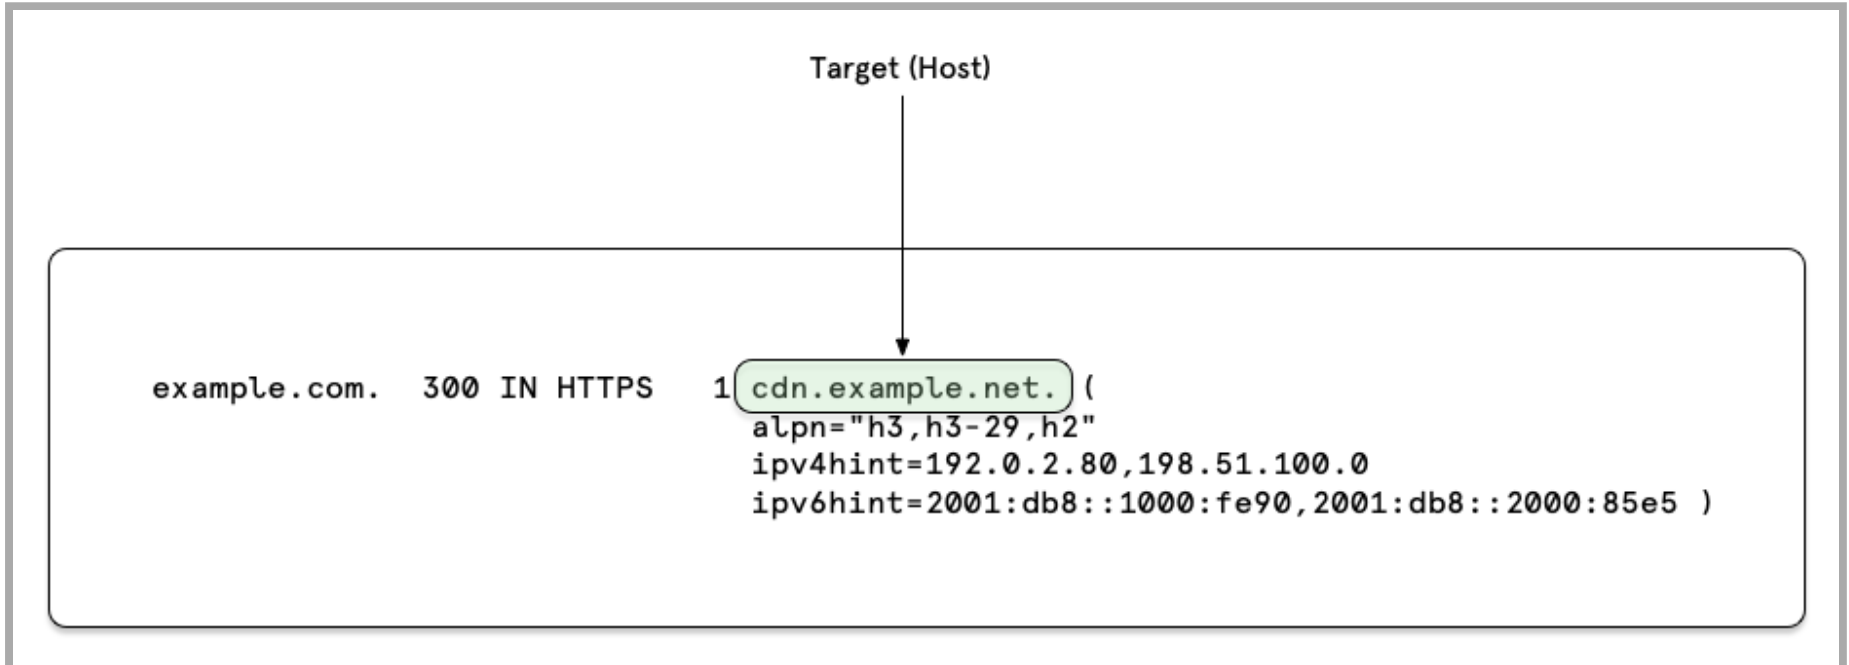 Target (Host)
example.com. 300 IN HTTPS 1 cdn.example.net. (
alpn="h3,h3-29,h2"
ipv4hint=192.0.2.80,198.51.100.0
ipv6hint=2001:db8::1000:fe90,2001:db8::2000:85e5 )